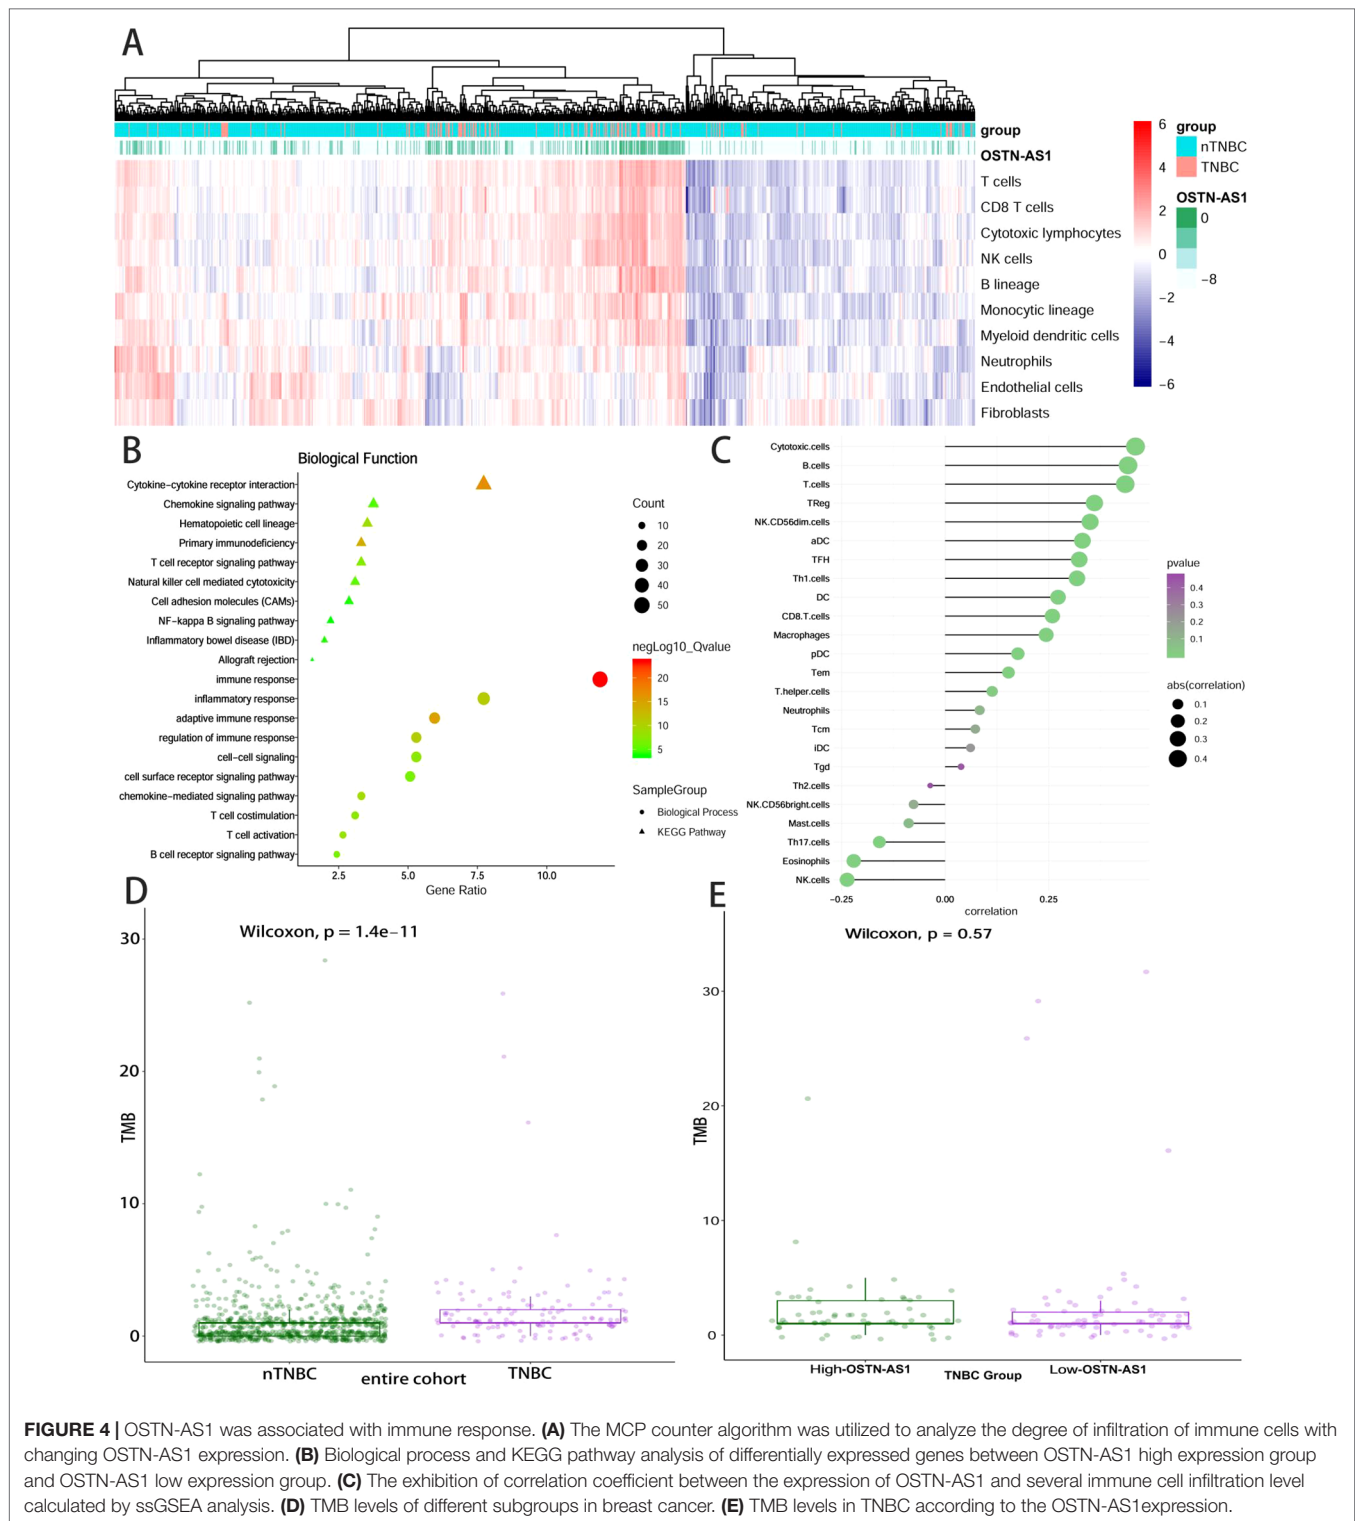 A
group
OSTN-AS1
T cells
CD8 T cells
Cytotoxic lymphocytes
NK cells
B lineage
Monocytic lineage
Myeloid dendritic cells
Neutrophils
Endothelial cells
Fibroblasts
6
4
2
0
−2
−4
−6
group
nTNBC
TNBC
OSTN-AS1
0
−8
B
Biological Function
Cytokine−cytokine receptor interaction
Chemokine signaling pathway
Hematopoietic cell lineage
Primary immunodeficiency
T cell receptor signaling pathway
Natural killer cell mediated cytotoxicity
Cell adhesion molecules (CAMs)
NF−kappa B signaling pathway
Inflammatory bowel disease (IBD)
Allograft rejection
immune response
inflammatory response
adaptive immune response
regulation of immune response
cell−cell signaling
cell surface receptor signaling pathway
chemokine−mediated signaling pathway
T cell costimulation
T cell activation
B cell receptor signaling pathway
2.5 5.0 7.5 10.0
Gene Ratio
Count
10
20
30
40
50
negLog10_Qvalue
20
15
10
5
SampleGroup
Biological Process
KEGG Pathway
C
Cytotoxic.cells
B.cells
T.cells
TReg
NK.CD56dim.cells
aDC
TFH
Th1.cells
DC
CD8.T.cells
Macrophages
pDC
Tem
T.helper.cells
Neutrophils
Tcm
iDC
Tgd
Th2.cells
NK.CD56bright.cells
Mast.cells
Th17.cells
Eosinophils
NK.cells
−0.25 0.00 0.25
correlation
pvalue
0.4
0.3
0.2
0.1
abs(correlation)
0.1
0.2
0.3
0.4
D
Wilcoxon, p = 1.4e−11
30
20
10
0
TMB
nTNBC entire cohort TNBC
E
Wilcoxon, p = 0.57
30
20
10
0
TMB
High-OSTN-AS1 TNBC Group Low-OSTN-AS1
FIGURE 4 | OSTN-AS1 was associated with immune response. (A) The MCP counter algorithm was utilized to analyze the degree of infiltration of immune cells with
changing OSTN-AS1 expression. (B) Biological process and KEGG pathway analysis of differentially expressed genes between OSTN-AS1 high expression group
and OSTN-AS1 low expression group. (C) The exhibition of correlation coefficient between the expression of OSTN-AS1 and several immune cell infiltration level
calculated by ssGSEA analysis. (D) TMB levels of different subgroups in breast cancer. (E) TMB levels in TNBC according to the OSTN-AS1expression.